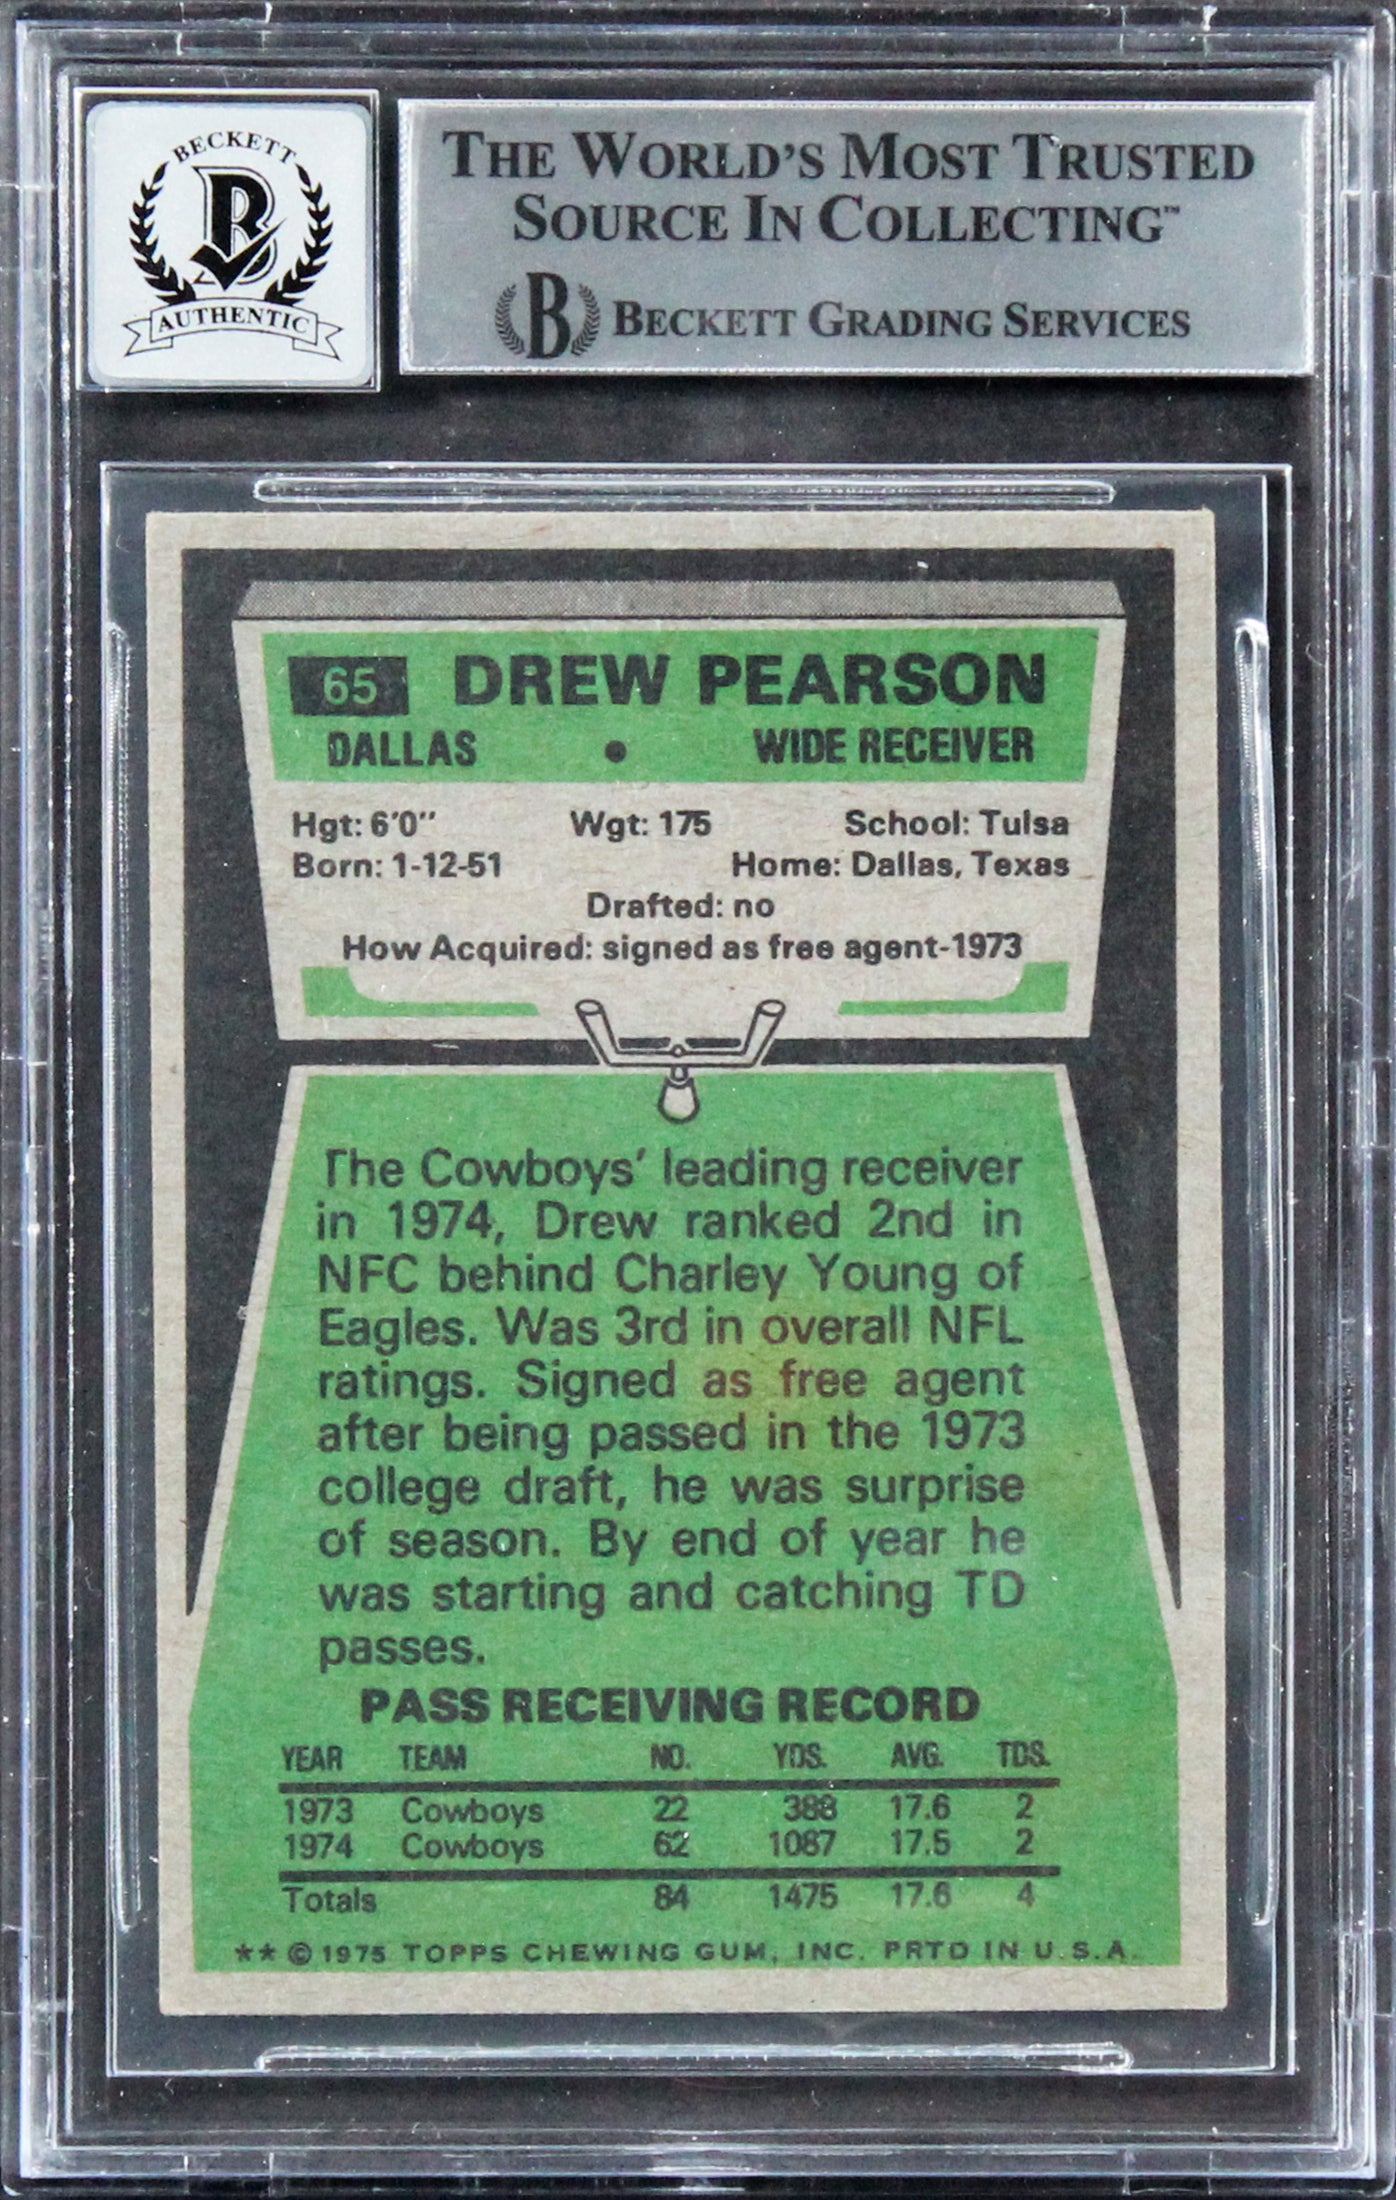 BECKETT
B
AUTHENTIC
THE WORLD'S MOST TRUSTED
SOURCE IN COLLECTING™
B BECKETT GRADING SERVICES
65 DREW PEARSON
DALLAS • WIDE RECEIVER
Hgt: 6'0" Wgt: 175 School: Tulsa
Born: 1-12-51 Home: Dallas, Texas
Drafted: no
How Acquired: signed as free agent-1973
The Cowboys' leading receiver
in 1974, Drew ranked 2nd in
NFC behind Charley Young of
Eagles. Was 3rd in overall NFL
ratings. Signed as free agent
after being passed in the 1973
college draft, he was surprise
of season. By end of year he
was starting and catching TD
passes.
PASS RECEIVING RECORD
YEAR TEAM NO. YDS. AVG. TDS.
1973 Cowboys 22 388 17.6 2
1974 Cowboys 62 1087 17.5 2
Totals 84 1475 17.6 4
** © 1975 TOPPS CHEWING GUM, INC. PRTD IN U.S.A.